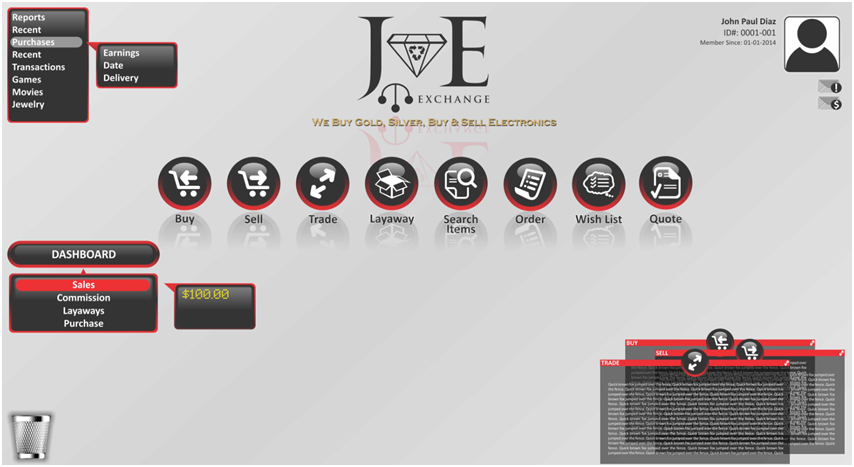 Reports
Recent
Purchases
Recent
Transactions
Games
Movies
Jewelry
Earnings
Date
Delivery
J E
EXCHANGE
WE BUY GOLD, SILVER, BUY & SELL ELECTRONICS
John Paul Diaz
ID#: 0001-001
Member Since: 01-01-2014
Buy
Sell
Trade
Layaway
Search
Items
Order
Wish List
Quote
DASHBOARD
Sales
Commission
Layaways
Purchase
$100.00
BUY
SELL
TRADE